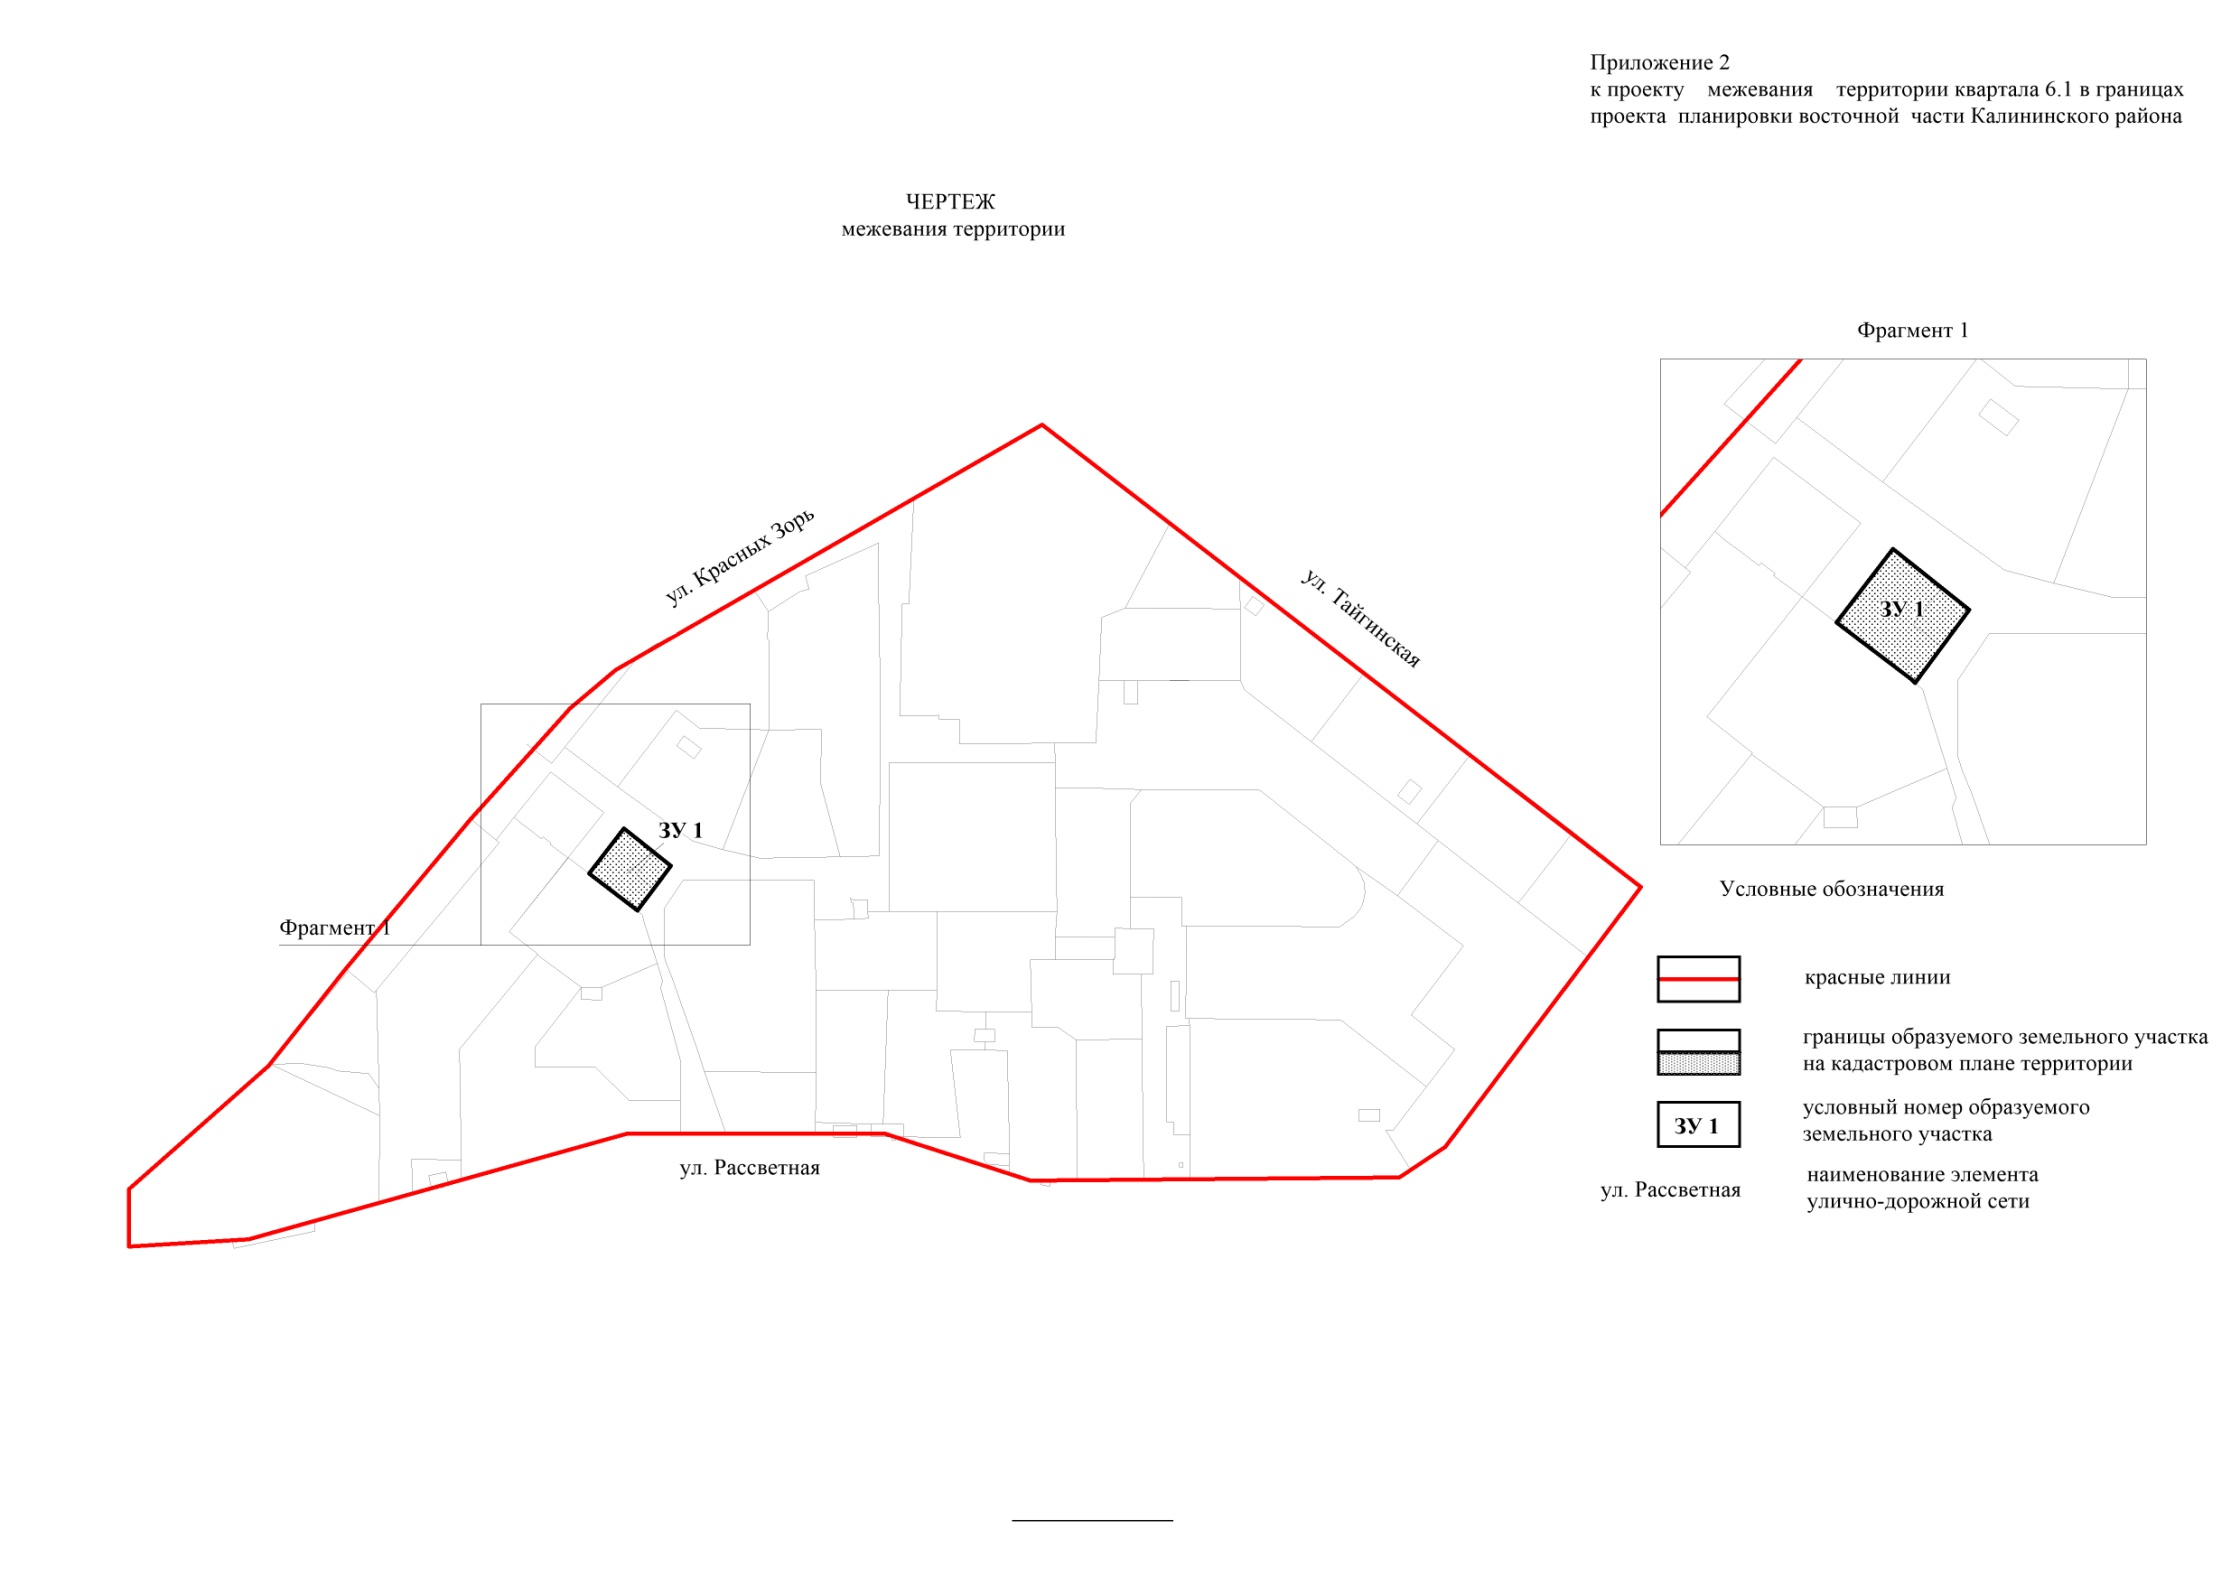 Приложение 2
к проекту межевания территории квартала 6.1 в границах
проекта планировки восточной части Калининского района
ЧЕРТЕЖ
межевания территории
Фрагмент 1
ул. Красных Зорь
ул. Тайгинская
ЗУ 1
ЗУ 1
Фрагмент 1
ул. Рассветная
Условные обозначения
красные линии
границы образуемого земельного участка
на кадастровом плане территории
ЗУ 1
условный номер образуемого
земельного участка
ул. Рассветная
наименование элемента
улично-дорожной сети